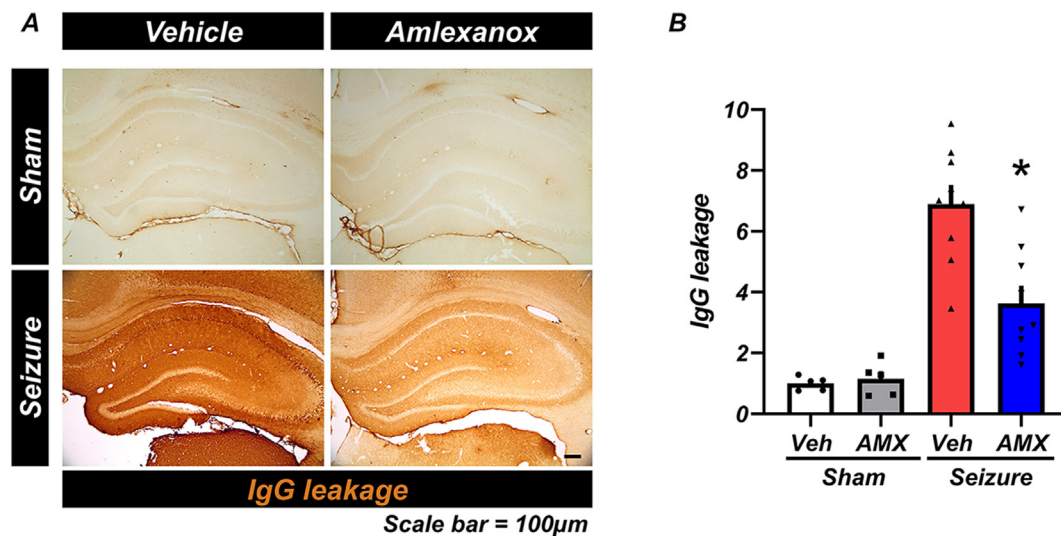 A
Vehicle
Amlexanox
Sham
Seizure
IgG leakage
Scale bar = 100μm
B
IgG leakage
10
8
6
4
2
0
*
Veh AMX Veh AMX
Sham Seizure